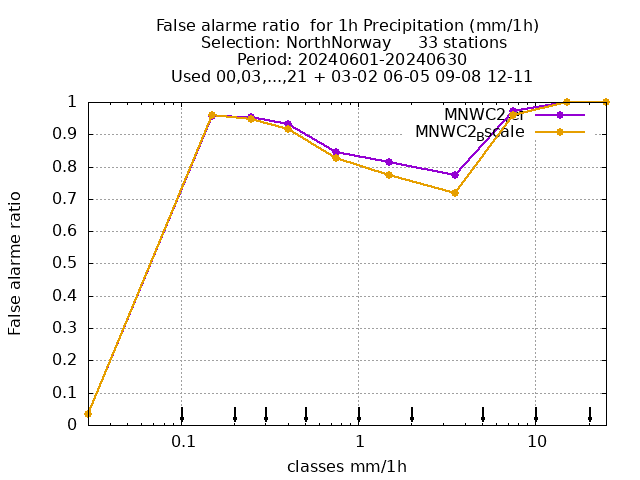 False alarme ratio  for 1h Precipitation (mm/1h)
Selection: NorthNorway     33 stations
Period: 20240601-20240630
Used 00,03,...,21 + 03-02 06-05 09-08 12-11
MNWC2
MNWC2Bscale
1
0.9
0.8
0.7
0.6
0.5
0.4
0.3
0.2
0.1
0
False alarme ratio
0.1
1
10
classes mm/1h